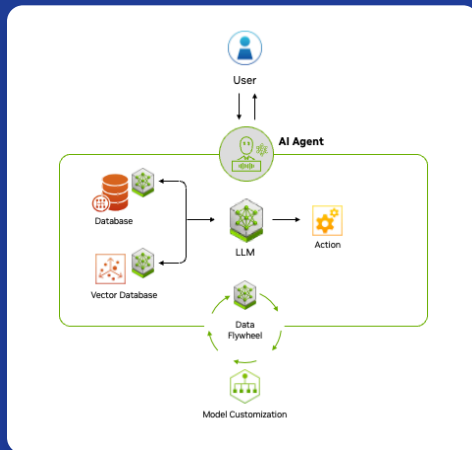 User
AI Agent
Database
LLM
Action
Vector Database
Data
Flywheel
Model Customization